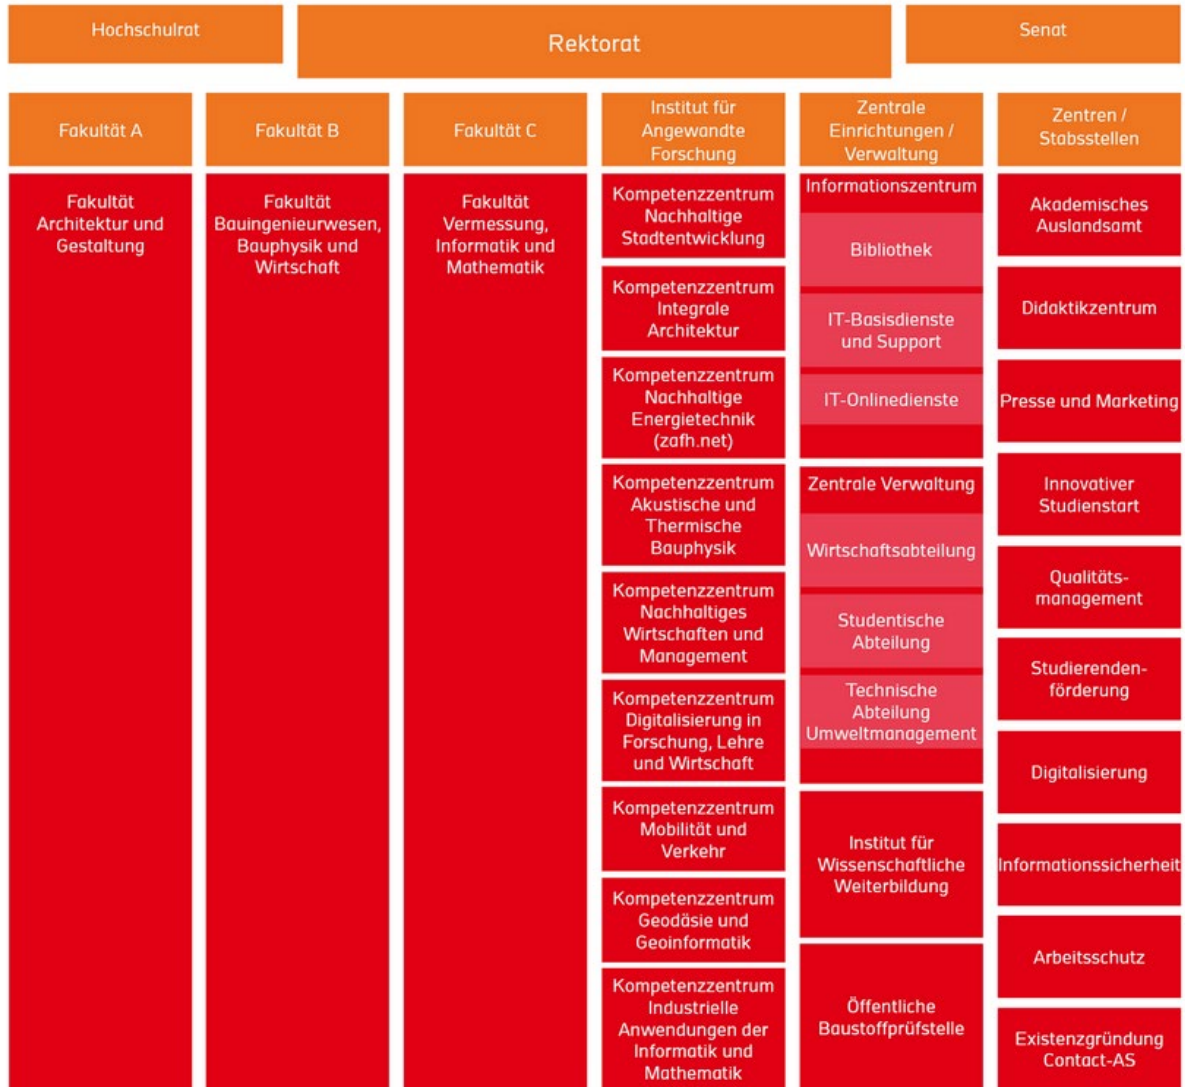 Hochschulrat
Rektorat
Senat
Fakultät A
Fakultät
Architektur und
Gestaltung
Fakultät B
Fakultät
Bauingenieurwesen,
Bauphysik und
Wirtschaft
Fakultät C
Fakultät
Vermessung,
Informatik und
Mathematik
Institut für
Angewandte
Forschung
Kompetenzzentrum
Nachhaltige
Stadtentwicklung
Kompetenzzentrum
Integrale
Architektur
Kompetenzzentrum
Nachhaltige
Energietechnik
(zafh.net)
Kompetenzzentrum
Akustische und
Thermische
Bauphysik
Kompetenzzentrum
Nachhaltiges
Wirtschaften und
Management
Kompetenzzentrum
Digitalisierung in
Forschung, Lehre
und Wirtschaft
Kompetenzzentrum
Mobilität und
Verkehr
Kompetenzzentrum
Geodäsie und
Geoinformatik
Kompetenzzentrum
Industrielle
Anwendungen der
Informatik und
Mathematik
Zentrale
Einrichtungen /
Verwaltung
Informationszentrum
Bibliothek
IT-Basisdienste
und Support
IT-Onlinedienste
Zentrale Verwaltung
Wirtschaftsabteilung
Studentische
Abteilung
Technische
Abteilung
Umweltmanagement
Institut für
Wissenschaftliche
Weiterbildung
Öffentliche
Baustoffprüfstelle
Zentren /
Stabsstellen
Akademisches
Auslandsamt
Didaktikzentrum
Presse und Marketing
Innovativer
Studienstart
Qualitäts-
management
Studierenden-
förderung
Digitalisierung
Informationssicherheit
Arbeitsschutz
Existenzgründung
Contact-AS